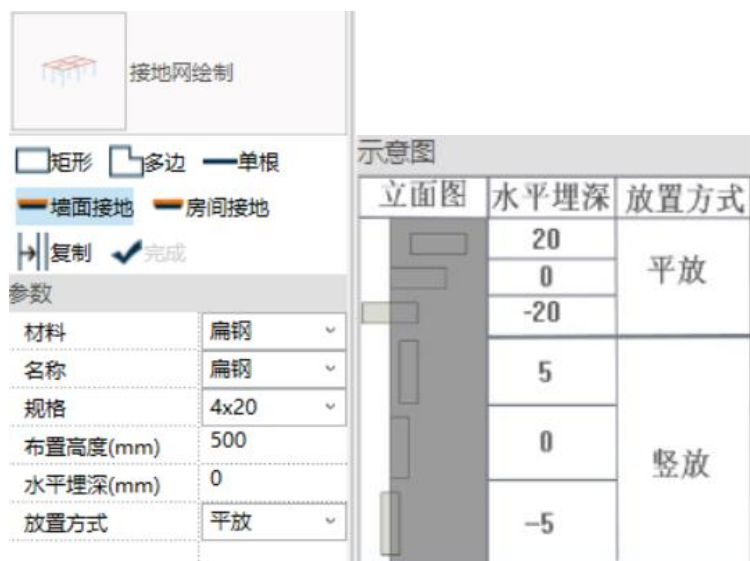 接地网绘制
矩形 多边 单根
墙面接地 房间接地
复制 完成
参数
材料 扁钢
名称 扁钢
规格 4x20
布置高度(mm) 500
水平埋深(mm) 0
放置方式 平放
示意图
立面图 水平埋深 放置方式
20
0 平放
-20
5
0 竖放
-5